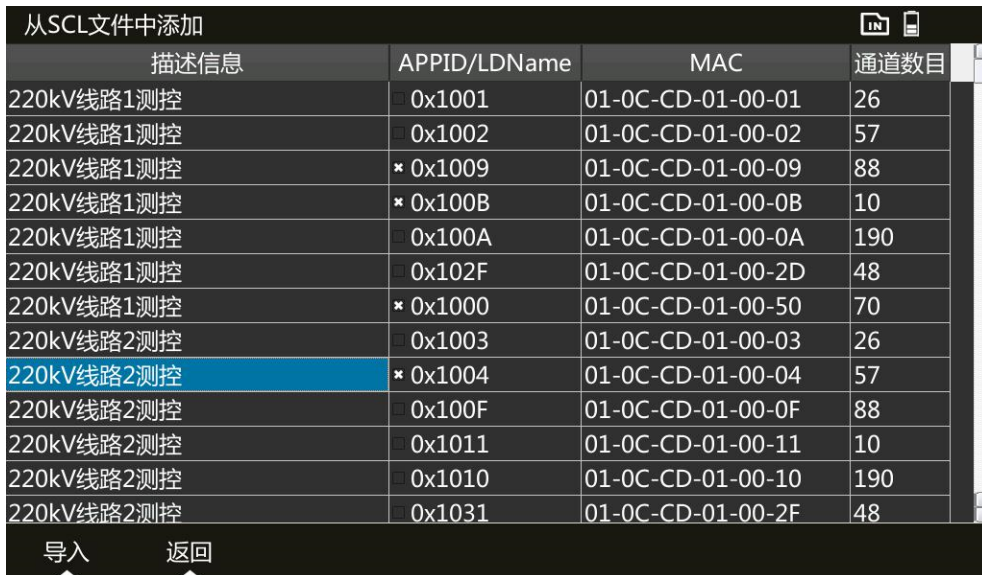 从SCL文件中添加 IN
描述信息 APPID/LDName MAC 通道数目
220kV线路1测控 0x1001 01-0C-CD-01-00-01 26
220kV线路1测控 0x1002 01-0C-CD-01-00-02 57
220kV线路1测控 0x1009 01-0C-CD-01-00-09 88
220kV线路1测控 0x100B 01-0C-CD-01-00-0B 10
220kV线路1测控 0x100A 01-0C-CD-01-00-0A 190
220kV线路1测控 0x102F 01-0C-CD-01-00-2D 48
220kV线路1测控 0x1000 01-0C-CD-01-00-50 70
220kV线路2测控 0x1003 01-0C-CD-01-00-03 26
220kV线路2测控 0x1004 01-0C-CD-01-00-04 57
220kV线路2测控 0x100F 01-0C-CD-01-00-0F 88
220kV线路2测控 0x1011 01-0C-CD-01-00-11 10
220kV线路2测控 0x1010 01-0C-CD-01-00-10 190
220kV线路2测控 0x1031 01-0C-CD-01-00-2F 48
导入 返回